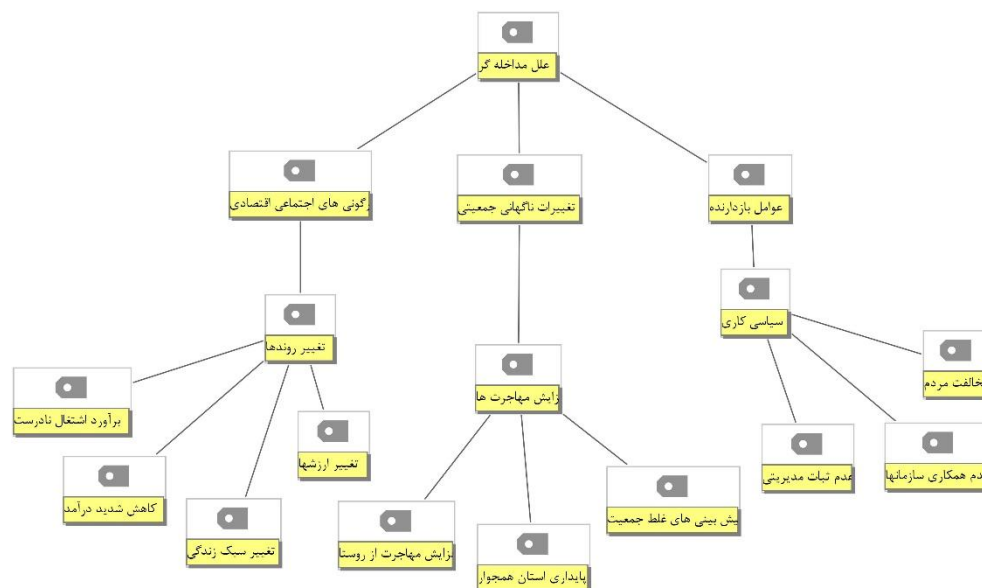 علل مداخله گر
عوامل بازدارنده
تغییرات ناگهانی جمعیتی
رگونی های اجتماعی اقتصادی
سیاسی کاری
تغییر روندها
زایش مهاجرت ها
خالفت مردم
دم همکاری سازمانها
عدم ثبات مدیریتی
یش بینی های غلط جمعیت
پایداری استان همجوار
زایش مهاجرت از روستا
تغییر ارزشها
تغییر سبک زندگی
کاهش شدید درآمد
برآورد اشتغال نادرست